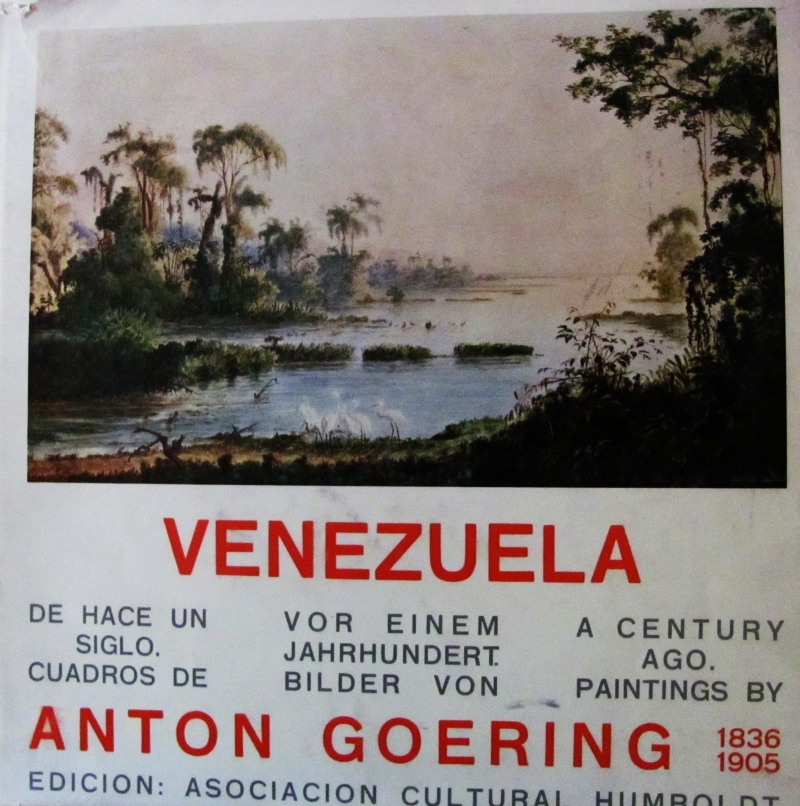 VENEZUELA
DE HACE UN
SIGLO.
CUADROS DE
VOR EINEM
JAHRHUNDERT.
BILDER VON
A CENTURY
AGO.
PAINTINGS BY
ANTON GOERING
1836
1905
EDICION: ASOCIACION CULTURAL HUMBOLDT